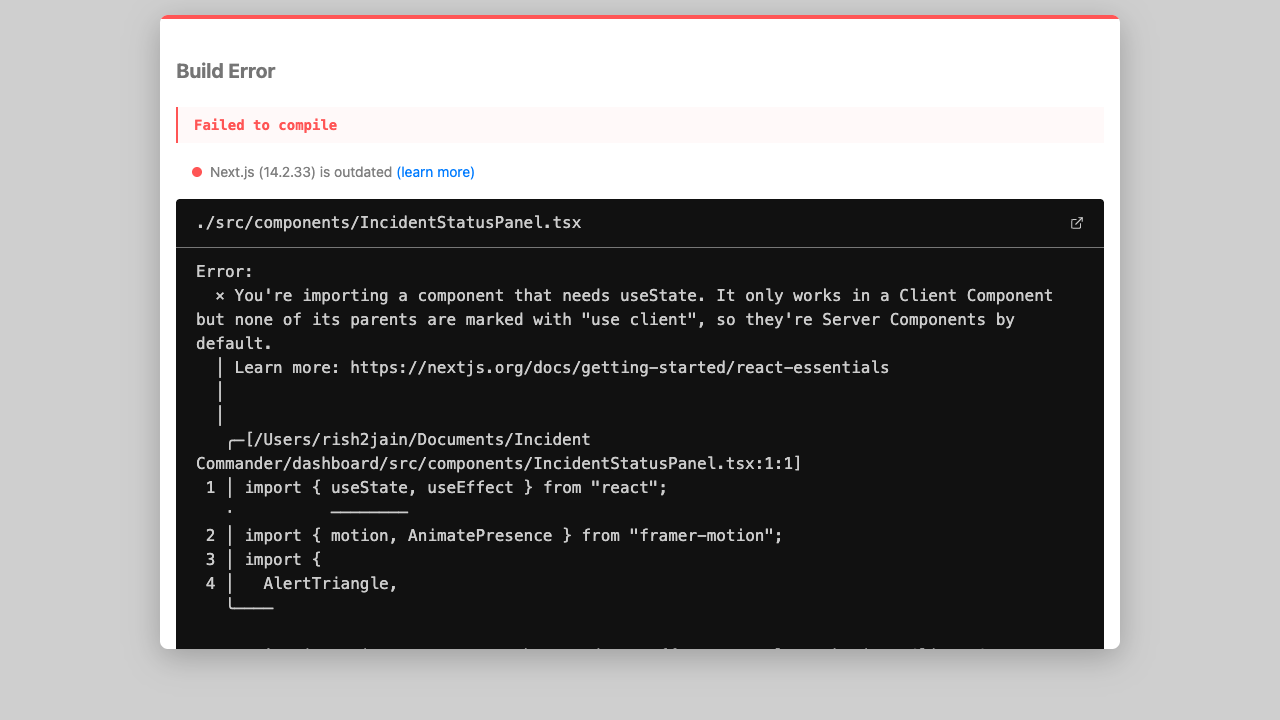 Build Error
Failed to compile
Next.js (14.2.33) is outdated (learn more)
./src/components/IncidentStatusPanel.tsx
Error:
× You're importing a component that needs useState. It only works in a Client Component
but none of its parents are marked with "use client", so they're Server Components by
default.
│ Learn more: https://nextjs.org/docs/getting-started/react-essentials
│
│
╭─[/Users/rish2jain/Documents/Incident
Commander/dashboard/src/components/IncidentStatusPanel.tsx:1:1]
1 │ import { useState, useEffect } from "react";
· ────────
2 │ import { motion, AnimatePresence } from "framer-motion";
3 │ import {
4 │   AlertTriangle,
╰────